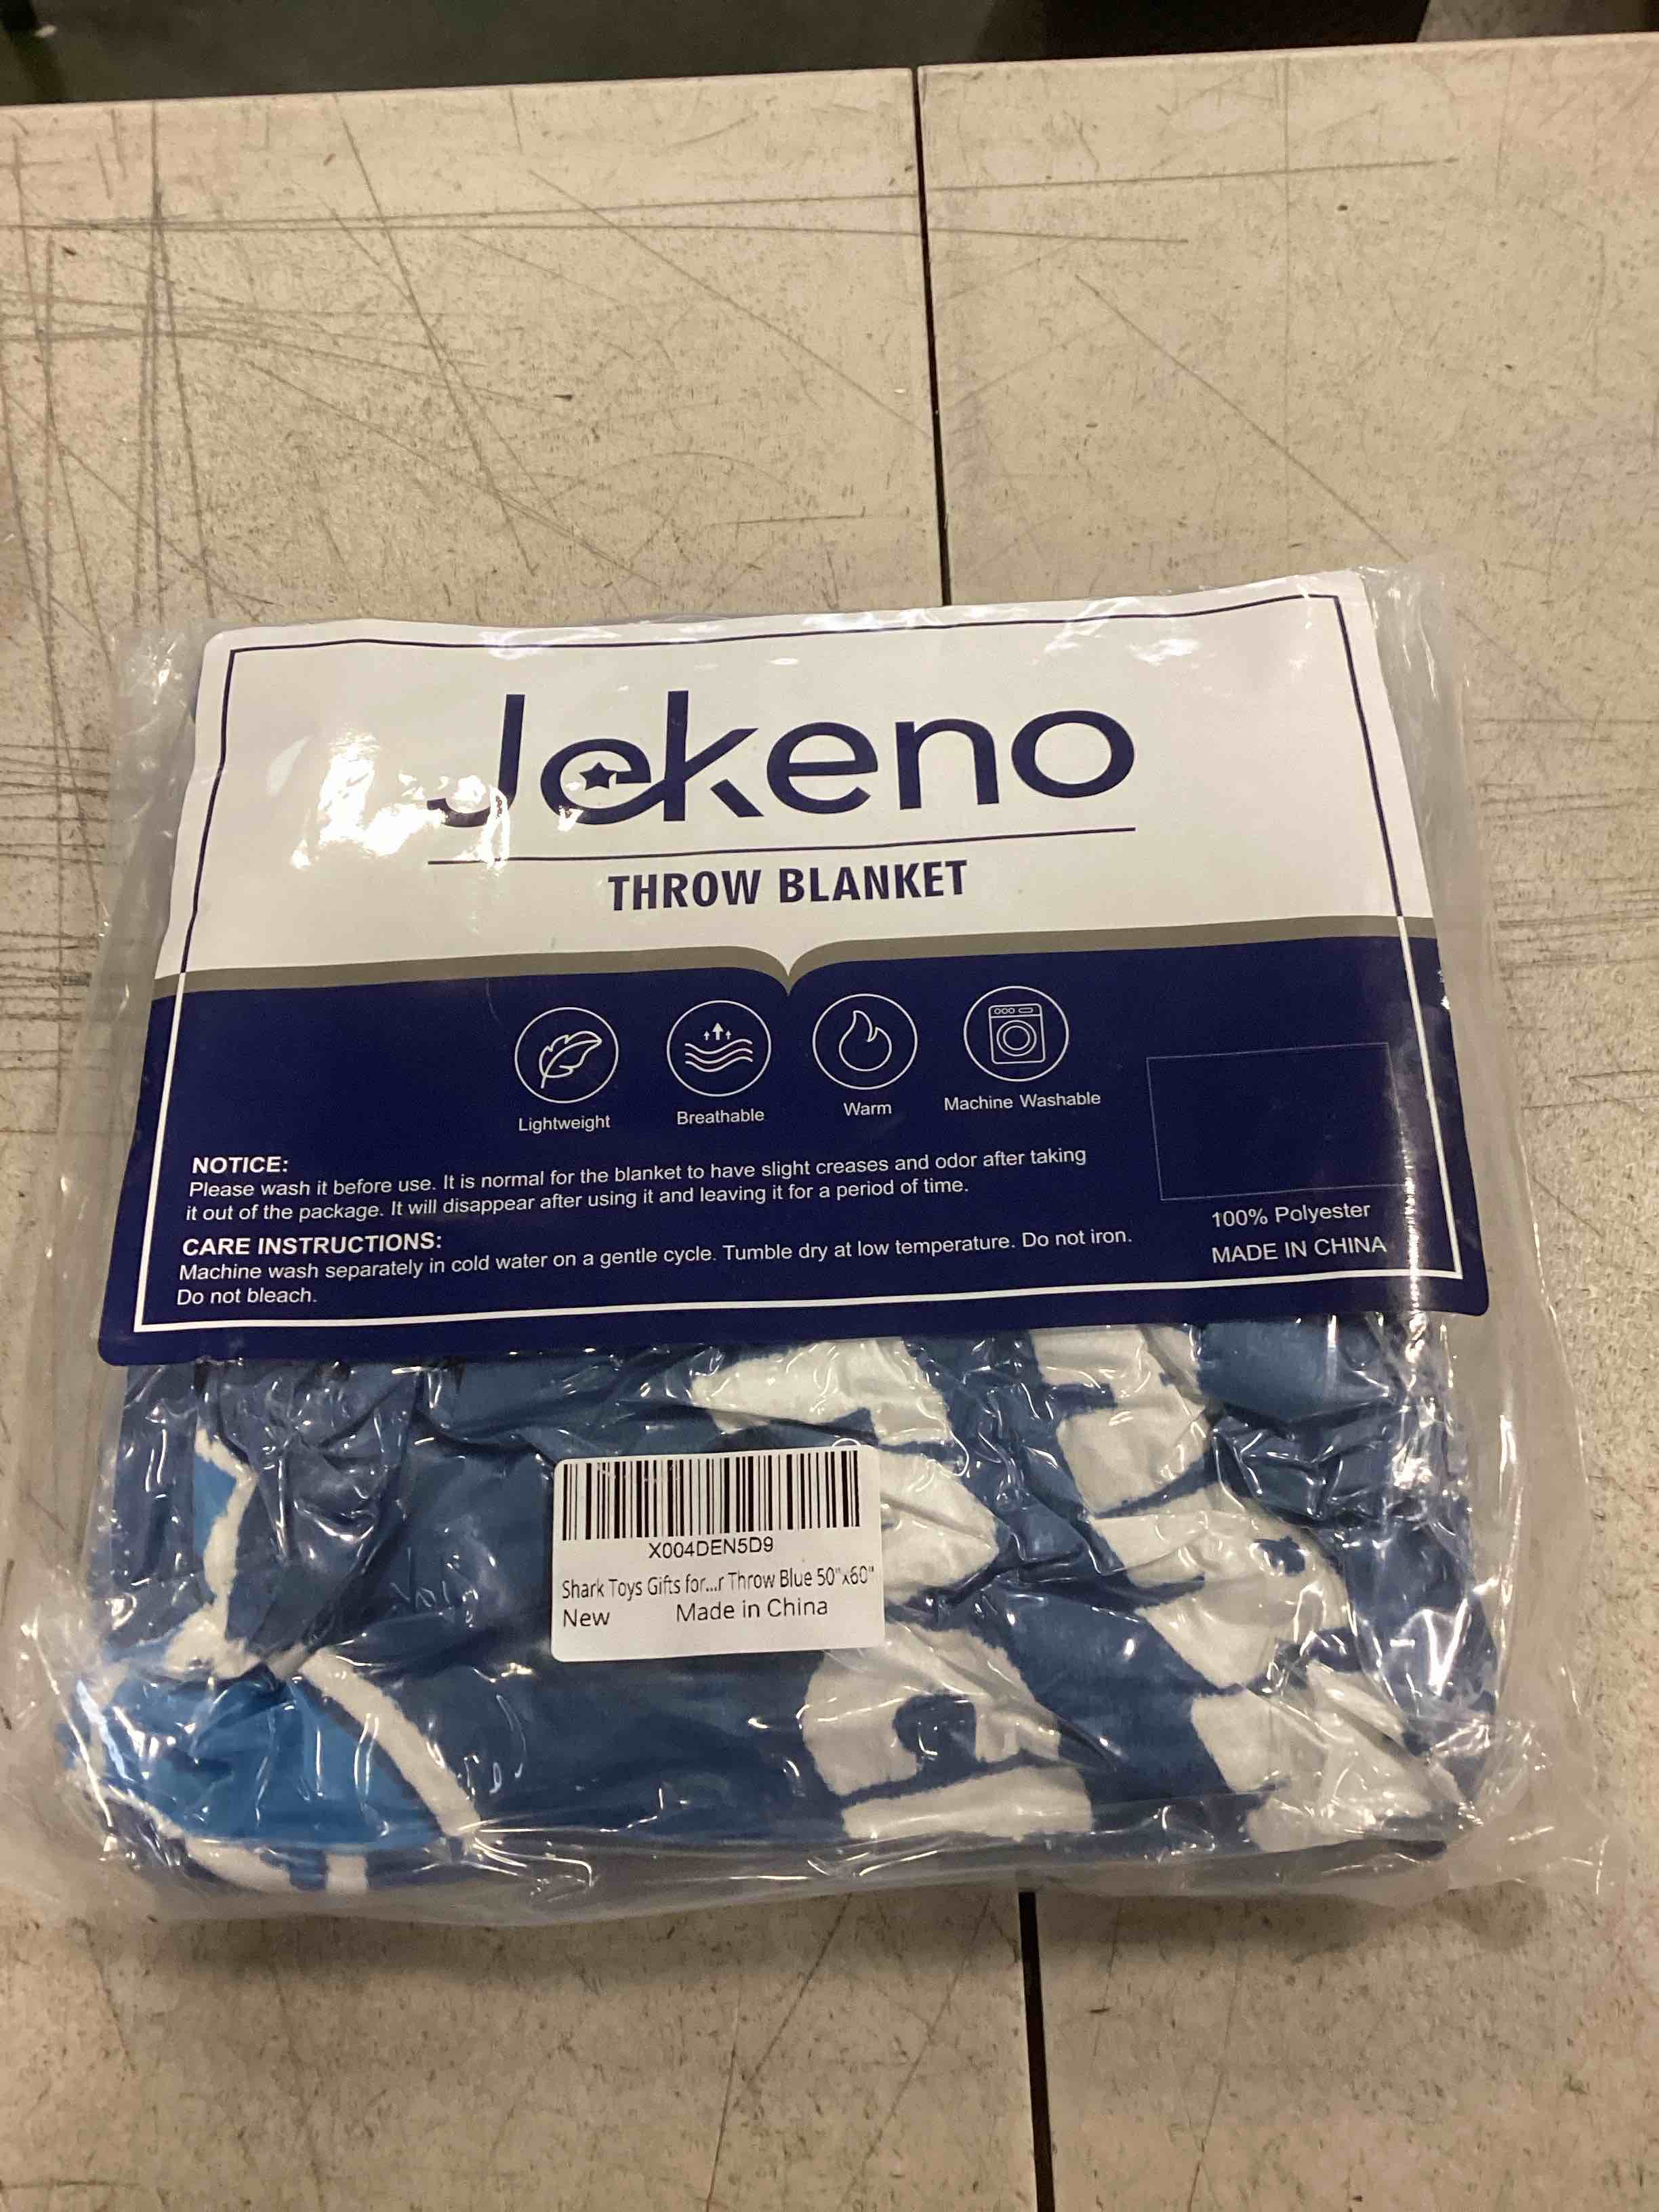 Jekeno
THROW BLANKET
Lightweight
Breathable
Warm
Machine Washable
NOTICE:
Please wash it before use. It is normal for the blanket to have slight creases and odor after taking
it out of the package. It will disappear after using it and leaving it for a period of time.
CARE INSTRUCTIONS:
Machine wash separately in cold water on a gentle cycle. Tumble dry at low temperature. Do not iron.
Do not bleach.
100% Polyester
MADE IN CHINA
X004DEN5D9
Shark Toys Gifts for...r Throw Blue 50"x60"
New Made in China